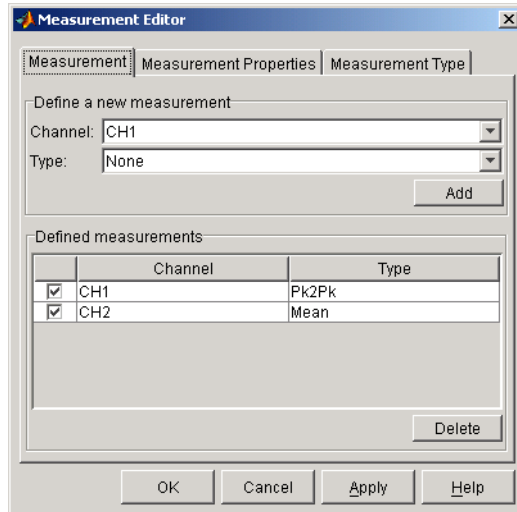 Measurement Editor
Measurement Measurement Properties Measurement Type
Define a new measurement
Channel: CH1
Type: None
Add
Defined measurements
Channel Type
CH1 Pk2Pk
CH2 Mean
Delete
OK Cancel Apply Help